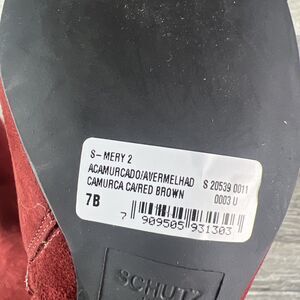 S-MERY 2
ACAMURCADO/AVERMELHAD S 20539 0011
CAMURCA CA/RED BROWN 0003 U
7B
7 909505 931303
SCHUTZ